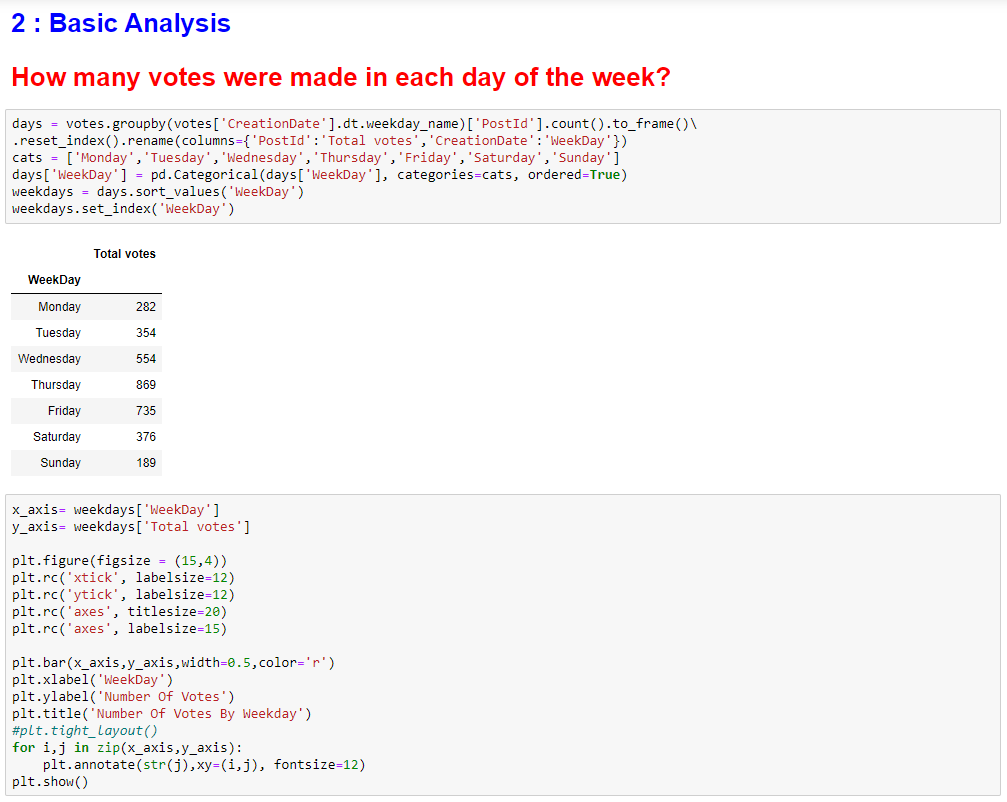 2 : Basic Analysis
How many votes were made in each day of the week?
days = votes.groupby(votes['CreationDate'].dt.weekday_name)['PostId'].count().to_frame()\
.reset_index().rename(columns={'PostId':'Total votes','CreationDate':'WeekDay'})
cats = ['Monday','Tuesday','Wednesday','Thursday','Friday','Saturday','Sunday']
days['WeekDay'] = pd.Categorical(days['WeekDay'], categories=cats, ordered=True)
weekdays = days.sort_values('WeekDay')
weekdays.set_index('WeekDay')
Total votes
WeekDay
Monday 282
Tuesday 354
Wednesday 554
Thursday 869
Friday 735
Saturday 376
Sunday 189
x_axis= weekdays['WeekDay']
y_axis= weekdays['Total votes']
plt.figure(figsize = (15,4))
plt.rc('xtick', labelsize=12)
plt.rc('ytick', labelsize=12)
plt.rc('axes', titlesize=20)
plt.rc('axes', labelsize=15)
plt.bar(x_axis,y_axis,width=0.5,color='r')
plt.xlabel('WeekDay')
plt.ylabel('Number Of Votes')
plt.title('Number Of Votes By Weekday')
#plt.tight_layout()
for i,j in zip(x_axis,y_axis):
    plt.annotate(str(j),xy=(i,j), fontsize=12)
plt.show()